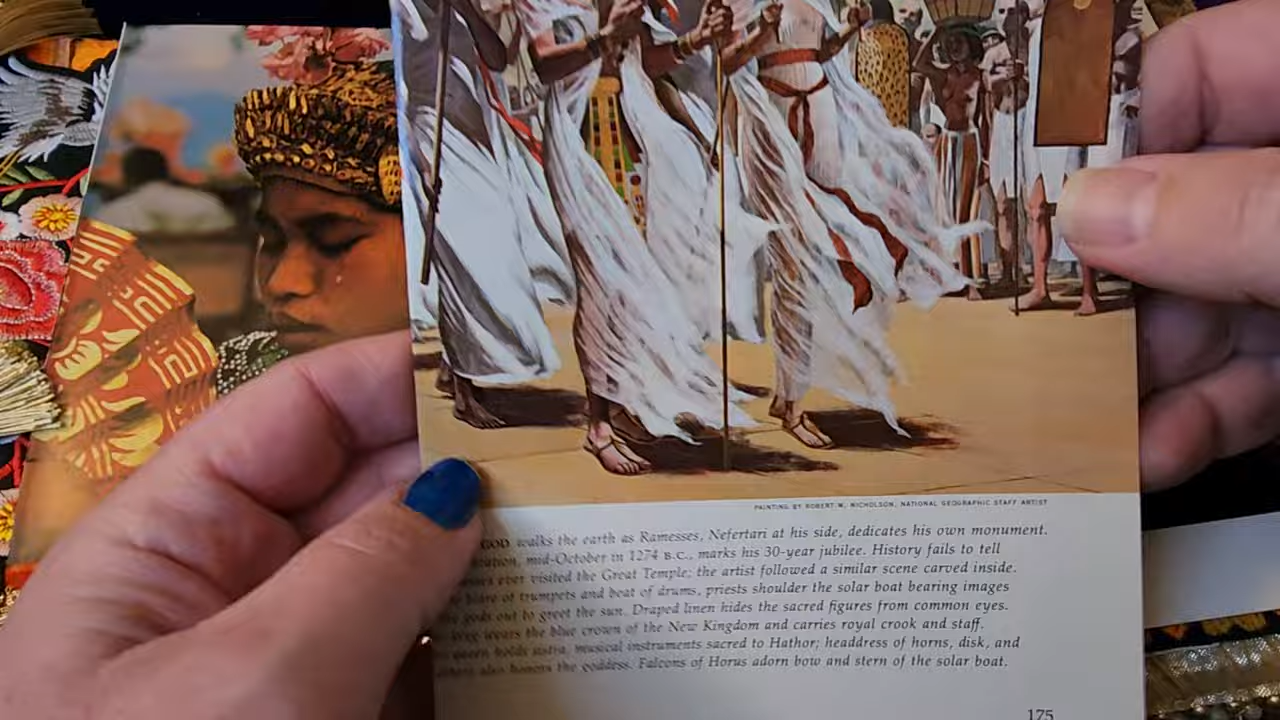 PAINTING BY ROBERT W. NICHOLSON, NATIONAL GEOGRAPHIC STAFF ARTIST
GOD walks the earth as Ramesses, Nefertari at his side, dedicates his own monument.
mid-October in 1274 B.C., marks his 30-year jubilee. History fails to tell
ever visited the Great Temple; the artist followed a similar scene carved inside.
blare of trumpets and beat of drums, priests shoulder the solar boat bearing images
gods out to greet the sun. Draped linen hides the sacred figures from common eyes.
king wears the blue crown of the New Kingdom and carries royal crook and staff.
queen holds sistra, musical instruments sacred to Hathor; headdress of horns, disk, and
also honors the goddess. Falcons of Horus adorn bow and stern of the solar boat.
175